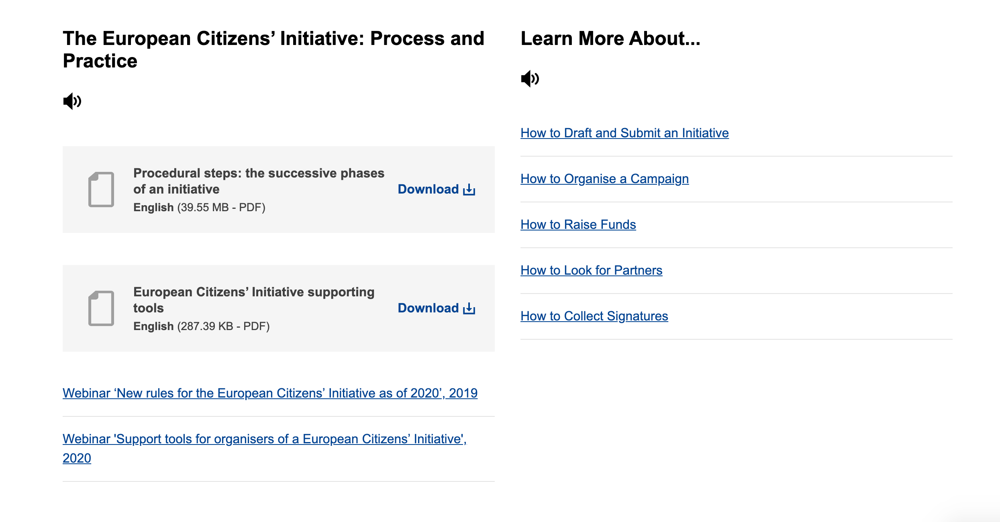 The European Citizens’ Initiative: Process and
Practice
Procedural steps: the successive phases
of an initiative
English (39.55 MB - PDF)
Download
European Citizens’ Initiative supporting
tools
English (287.39 KB - PDF)
Download
Webinar ‘New rules for the European Citizens’ Initiative as of 2020’, 2019
Webinar 'Support tools for organisers of a European Citizens’ Initiative',
2020
Learn More About...
How to Draft and Submit an Initiative
How to Organise a Campaign
How to Raise Funds
How to Look for Partners
How to Collect Signatures